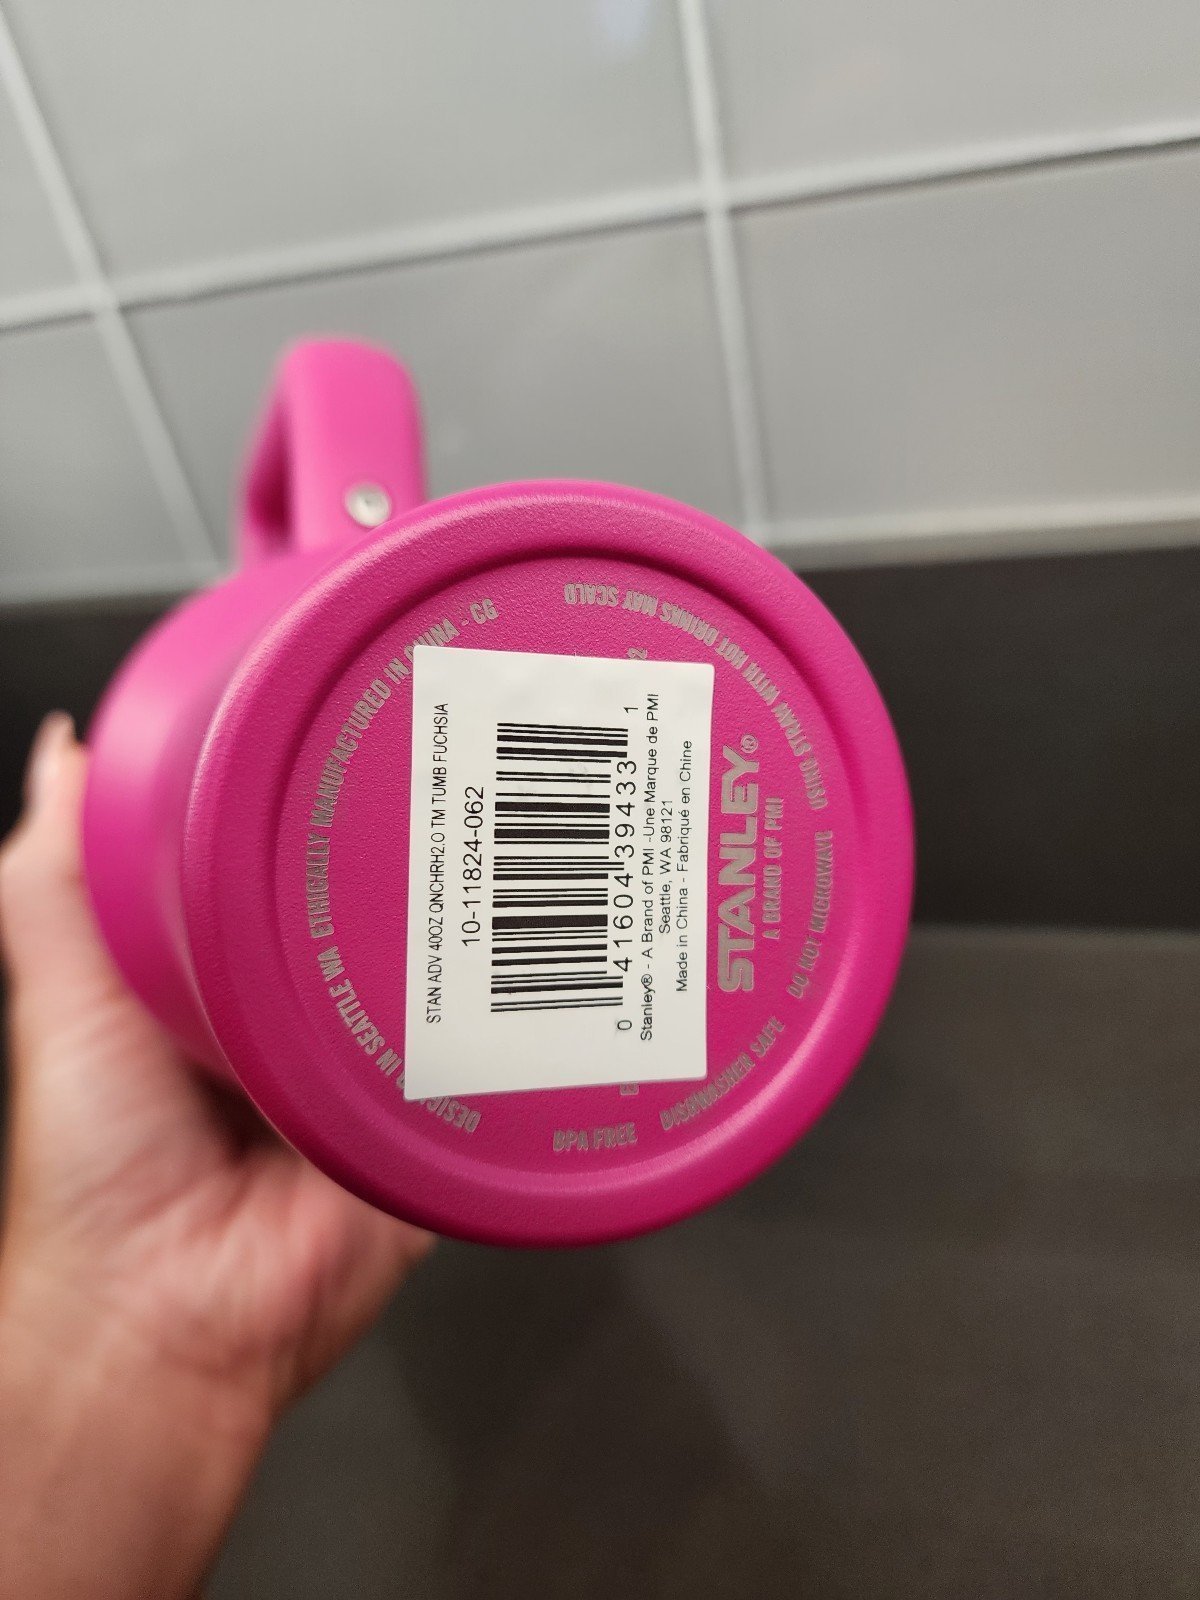 STAN ADV 40OZ QNCHRH2.O TM TUMB FUCHSIA
10-11824-062
0 41604 39433 1
Stanley® - A Brand of PMI -Une Marque de PMI
Seattle, WA 98121
Made in China - Fabriqué en Chine
STANLEY®
A BRAND OF PMI
IN SEATTLE WA ETHICALLY MANUFACTURED IN CHINA - CG
BPA FREE DISHWASHER SAFE DO NOT MICROWAVE USING STRAW WITH HOT DRINKS MAY SCALD